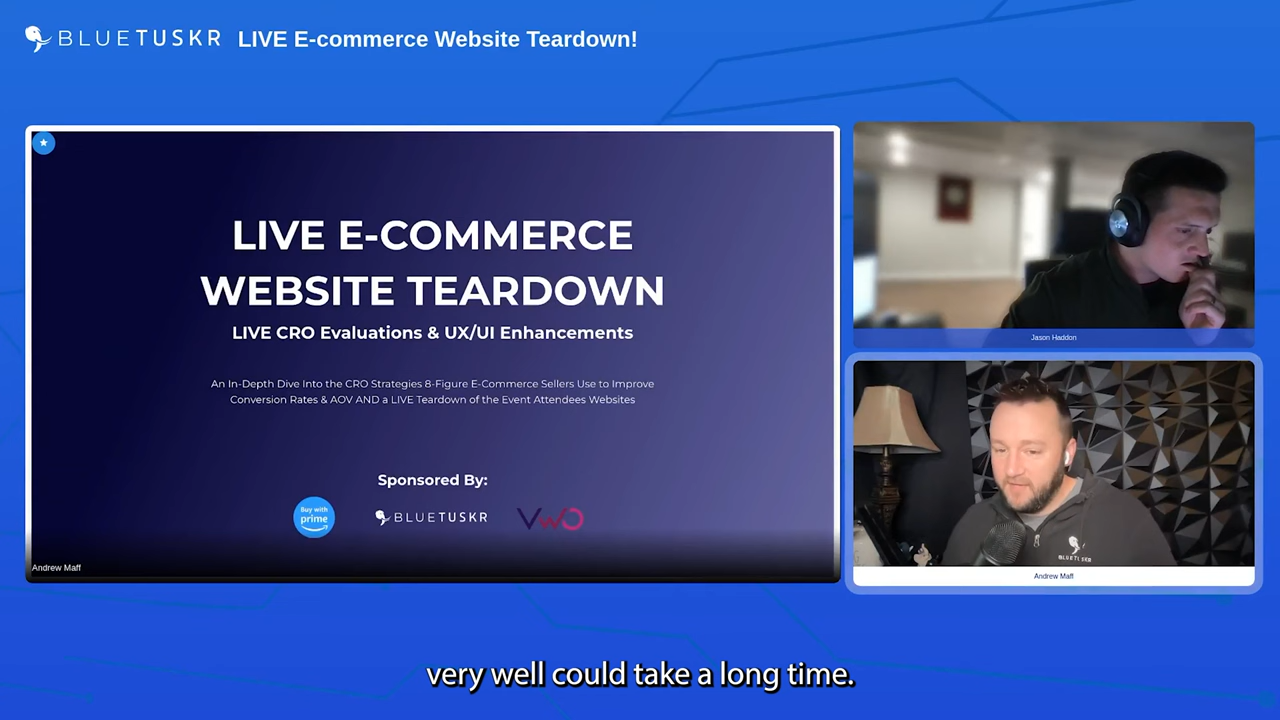 BLUETUSKR LIVE E-commerce Website Teardown!
LIVE E-COMMERCE
WEBSITE TEARDOWN
LIVE CRO Evaluations & UX/UI Enhancements
An In-Depth Dive Into the CRO Strategies 8-Figure E-Commerce Sellers Use to Improve
Conversion Rates & AOV AND a LIVE Teardown of the Event Attendees Websites
Sponsored By:
Buy with
prime
BLUETUSKR
VWO
Andrew Maff
Jason Haddon
BLUETUSKR
Andrew Maff
very well could take a long time.